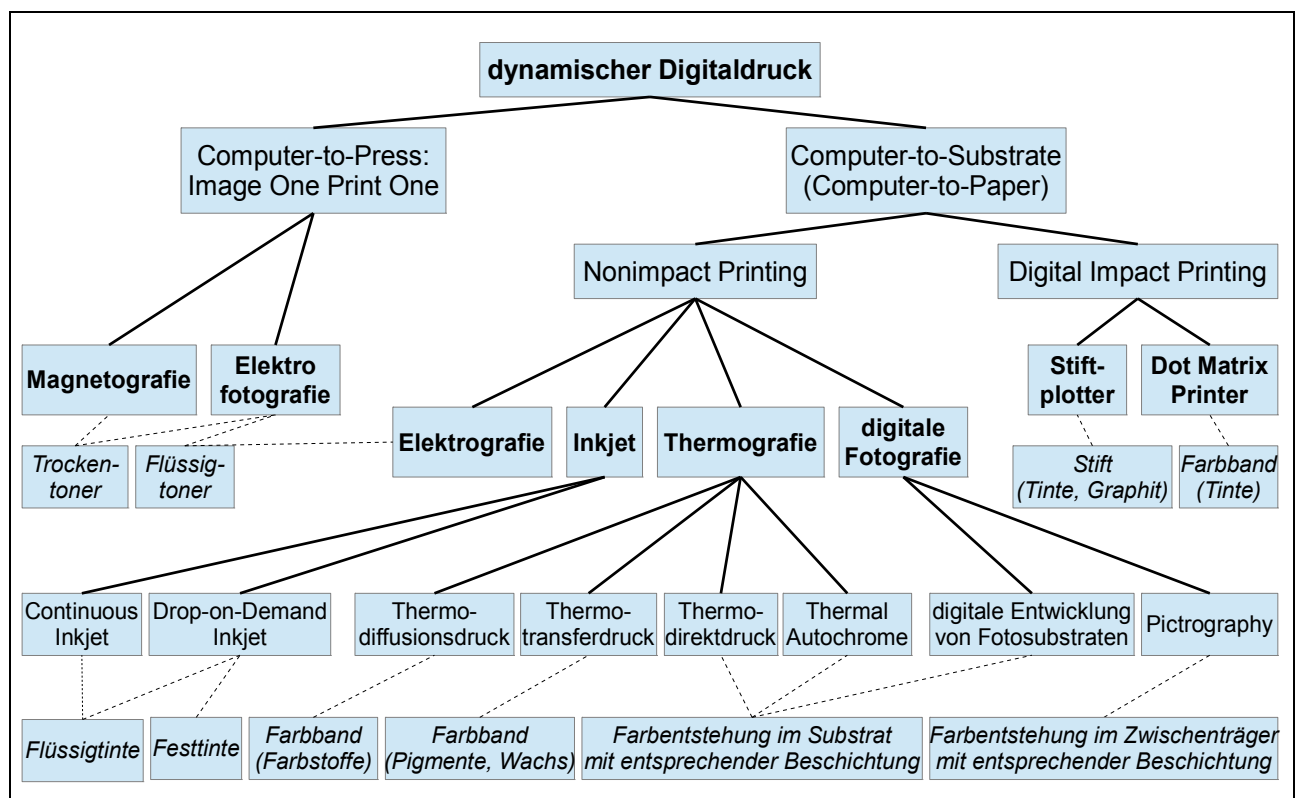 dynamischer Digitaldruck
Computer-to-Press:
Image One Print One
Computer-to-Substrate
(Computer-to-Paper)
Nonimpact Printing
Digital Impact Printing
Magnetografie
Elektro
fotografie
Stift-
plotter
Dot Matrix
Printer
Elektrografie
Inkjet
Thermografie
digitale
Fotografie
Trocken-
toner
Flüssig-
toner
Stift
(Tinte, Graphit)
Farbband
(Tinte)
Continuous
Inkjet
Drop-on-Demand
Inkjet
Thermo-
diffusionsdruck
Thermo-
transferdruck
Thermo-
direktdruck
Thermal
Autochrome
digitale Entwicklung
von Fotosubstraten
Pictrography
Flüssigtinte
Festtinte
Farbband
(Farbstoffe)
Farbband
(Pigmente, Wachs)
Farbentstehung im Substrat
mit entsprechender Beschichtung
Farbentstehung im Zwischenträger
mit entsprechender Beschichtung